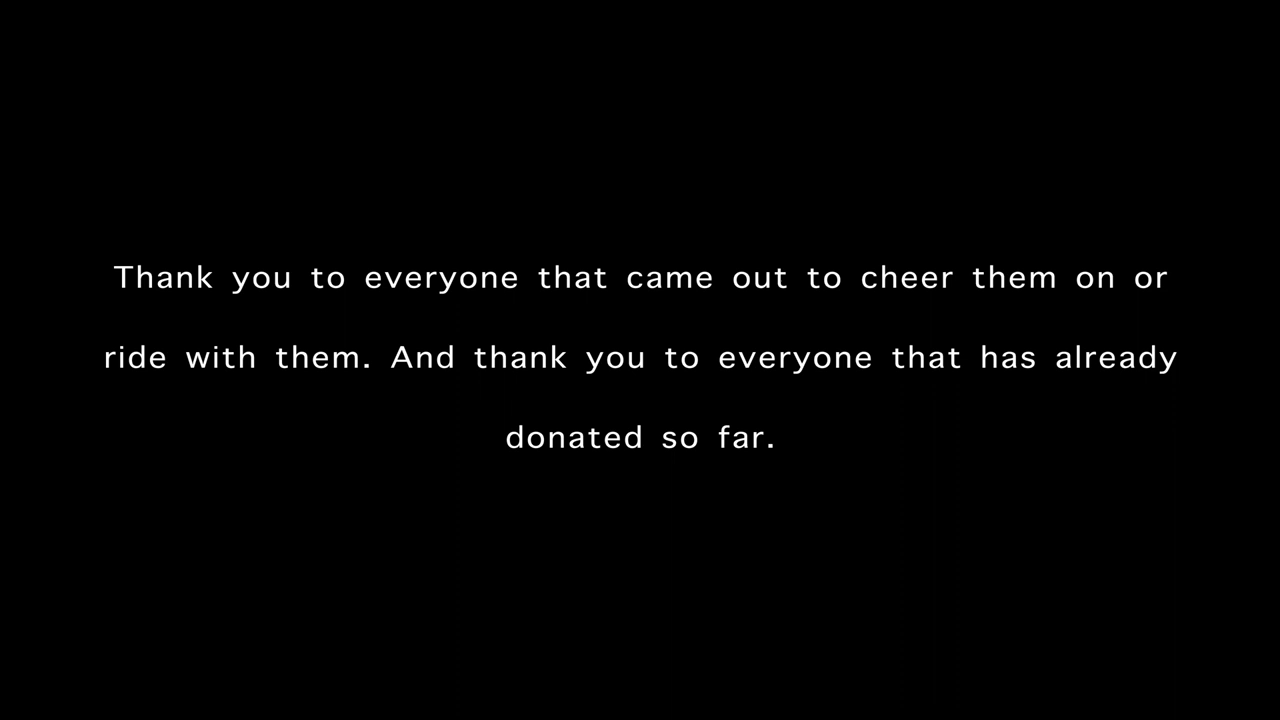 Thank you to everyone that came out to cheer them on or
ride with them. And thank you to everyone that has already
donated so far.